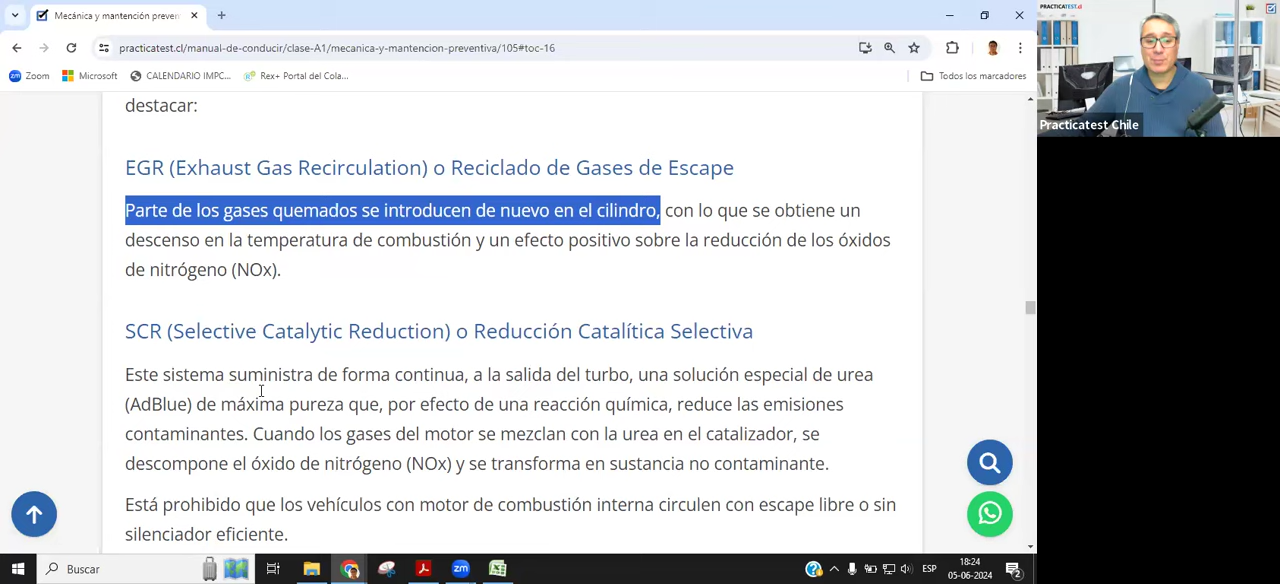 Mecánica y mantención preven
practicatest.cl/manual-de-conducir/clase-A1/mecanica-y-mantencion-preventiva/105#toc-16
Zoom
Microsoft
CALENDARIO IMPC...
Rex+ Portal del Cola...
Todos los marcadores
destacar:
EGR (Exhaust Gas Recirculation) o Reciclado de Gases de Escape
Parte de los gases quemados se introducen de nuevo en el cilindro, con lo que se obtiene un
descenso en la temperatura de combustión y un efecto positivo sobre la reducción de los óxidos
de nitrógeno (NOx).
SCR (Selective Catalytic Reduction) o Reducción Catalítica Selectiva
Este sistema suministra de forma continua, a la salida del turbo, una solución especial de urea
(AdBlue) de máxima pureza que, por efecto de una reacción química, reduce las emisiones
contaminantes. Cuando los gases del motor se mezclan con la urea en el catalizador, se
descompone el óxido de nitrógeno (NOx) y se transforma en sustancia no contaminante.
Está prohibido que los vehículos con motor de combustión interna circulen con escape libre o sin
silenciador eficiente.
PRACTICATEST.cl
Practicatest Chile
Buscar
zm
ESP
18:24
05-06-2024
2